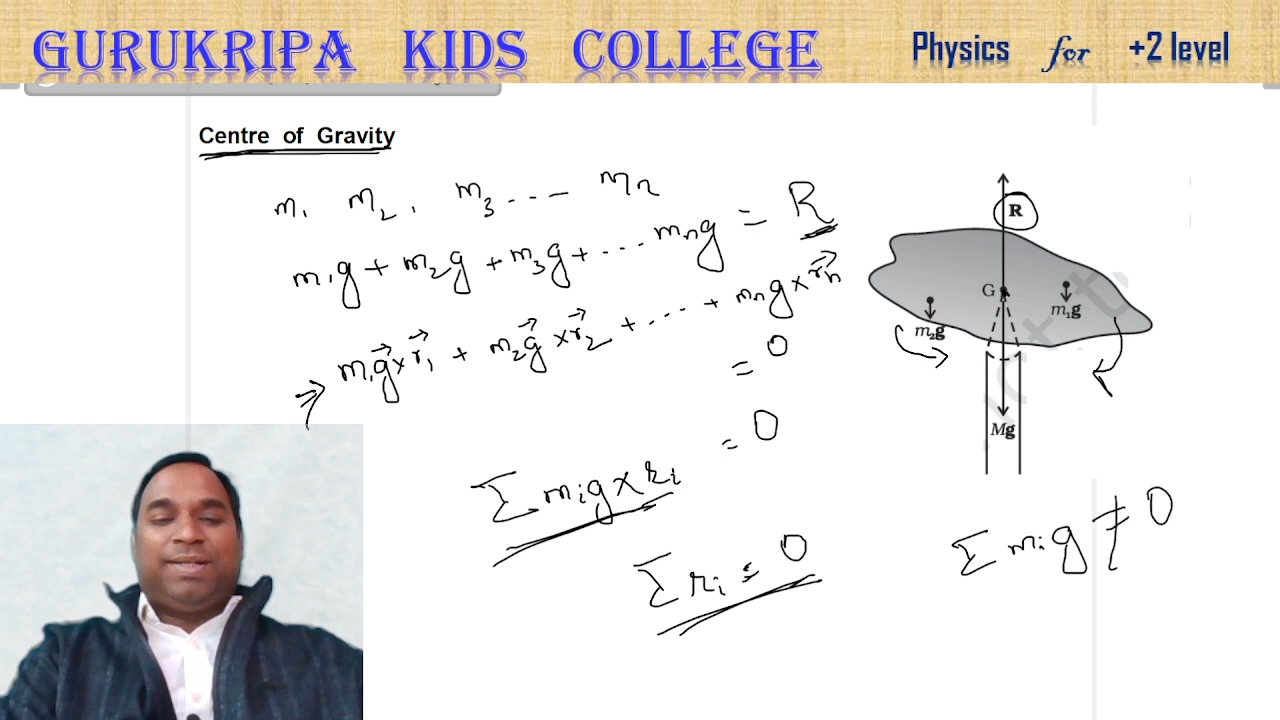 GURUKRIPA KIDS COLLEGE
Physics for +2 level
Centre of Gravity
m₁ m₂, m₃ ---- mn
m₁g + m₂g + m₃g + ... mₙg = R
m₁g⃗ × r⃗₁ + m₂g⃗ × r⃗₂ + ... + mₙg × r⃗ₙ
= 0
Σ mᵢg × rᵢ = 0
Σ rᵢ = 0
Σ mᵢg ≠ 0
R
G
m₁g
m₂g
Mg